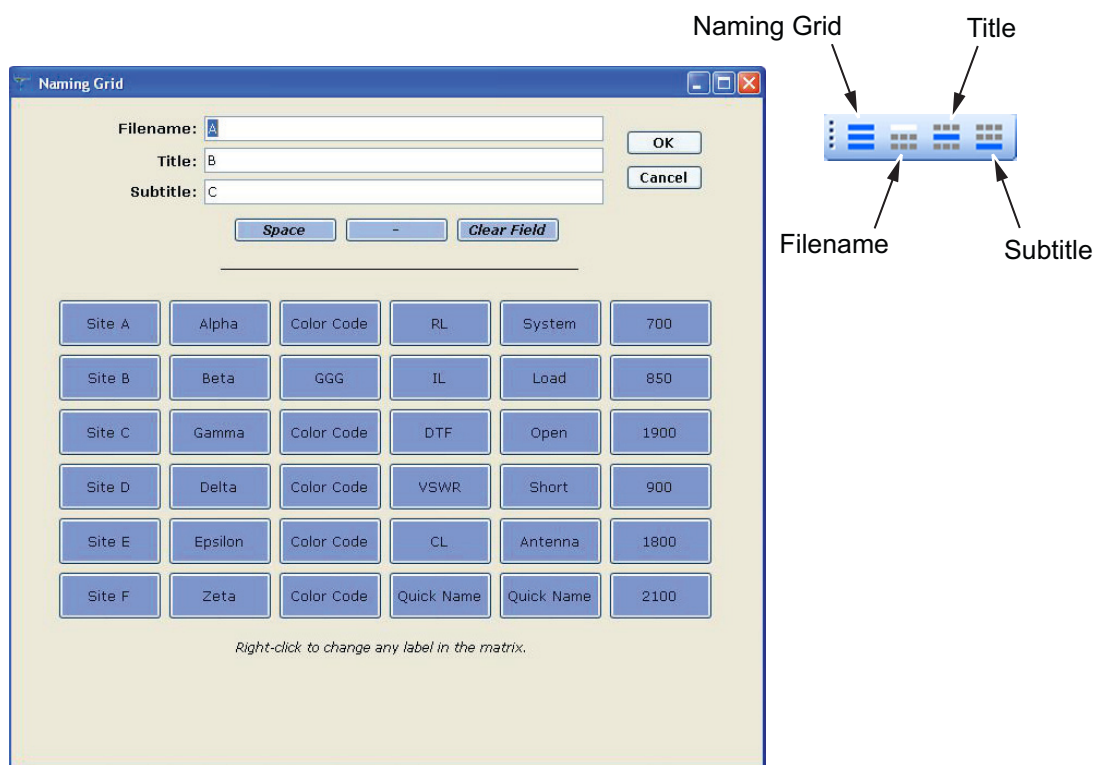 Naming Grid Title
Naming Grid
Filename: A
OK
Title: B
Cancel
Subtitle: C
Space - Clear Field
Filename
Subtitle
Site A Alpha Color Code RL System 700
Site B Beta GGG IL Load 850
Site C Gamma Color Code DTF Open 1900
Site D Delta Color Code VSWR Short 900
Site E Epsilon Color Code CL Antenna 1800
Site F Zeta Color Code Quick Name Quick Name 2100
Right-click to change any label in the matrix.